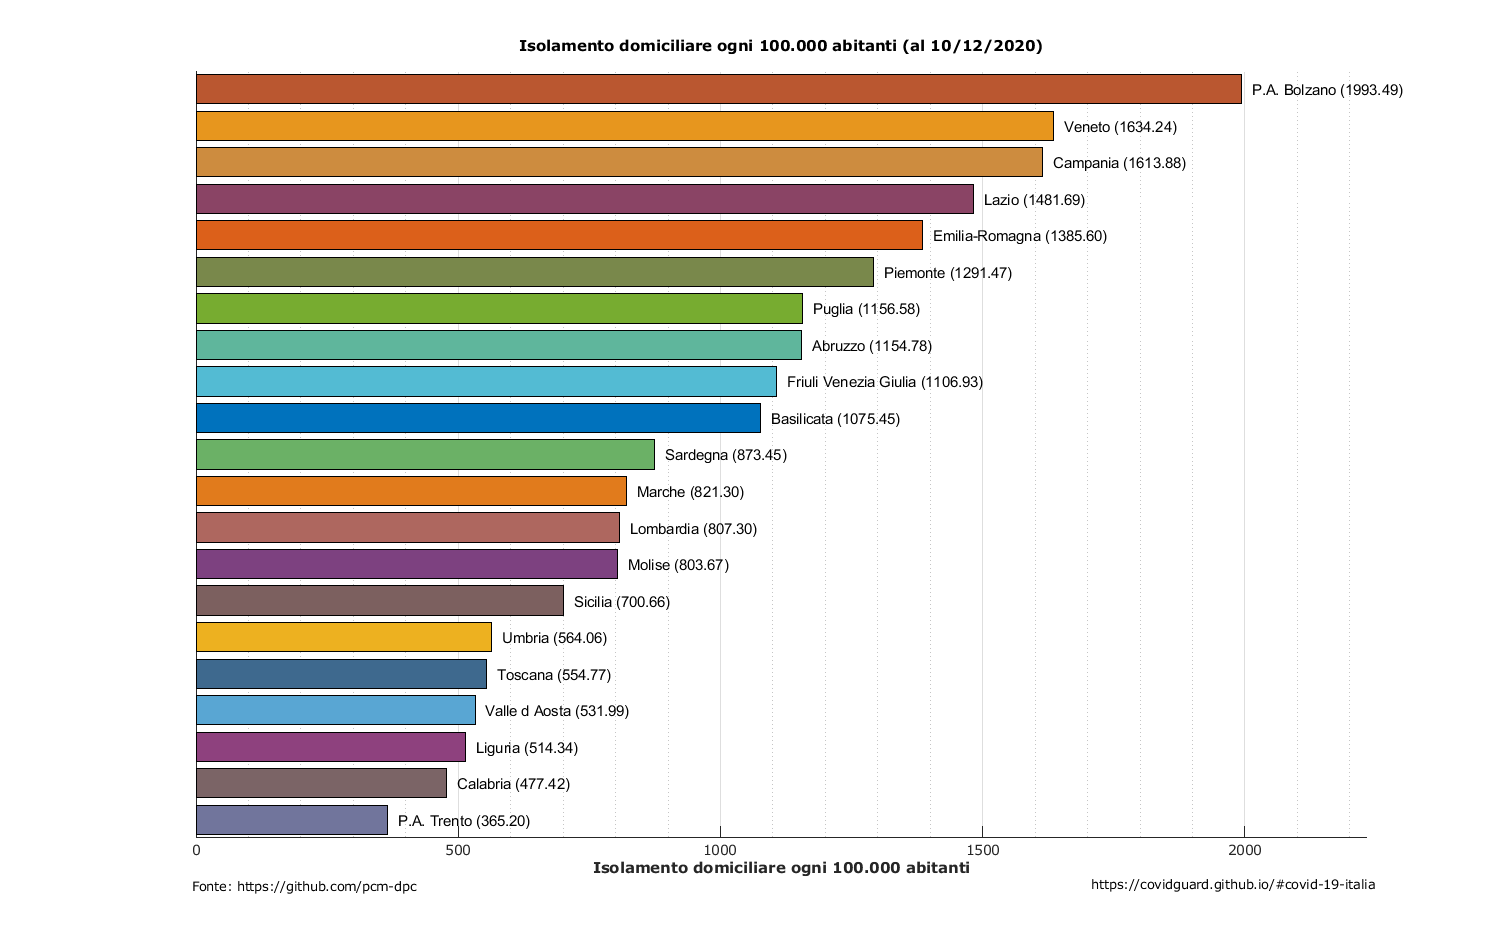 Isolamento domiciliare ogni 100.000 abitanti (al 10/12/2020)
P.A. Bolzano (1993.49)
Veneto (1634.24)
Campania (1613.88)
Lazio (1481.69)
Emilia-Romagna (1385.60)
Piemonte (1291.47)
Puglia (1156.58)
Abruzzo (1154.78)
Friuli Venezia Giulia (1106.93)
Basilicata (1075.45)
Sardegna (873.45)
Marche (821.30)
Lombardia (807.30)
Molise (803.67)
Sicilia (700.66)
Umbria (564.06)
Toscana (554.77)
Valle d Aosta (531.99)
Liguria (514.34)
Calabria (477.42)
P.A. Trento (365.20)
0 500 1000 1500 2000
Isolamento domiciliare ogni 100.000 abitanti
Fonte: https://github.com/pcm-dpc
https://covidguard.github.io/#covid-19-italia